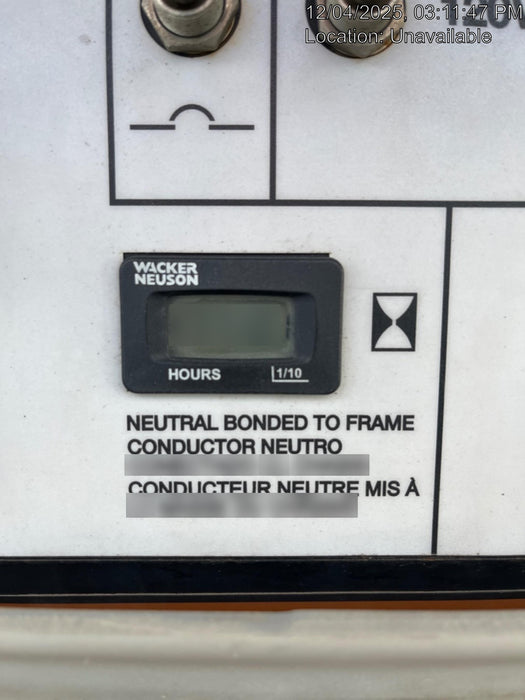 12/04/2025, 03:11:47 PM
Location: Unavailable
WACKER
NEUSON
HOURS
1/10
NEUTRAL BONDED TO FRAME
CONDUCTOR NEUTRO
CONDUCTEUR NEUTRE MIS À